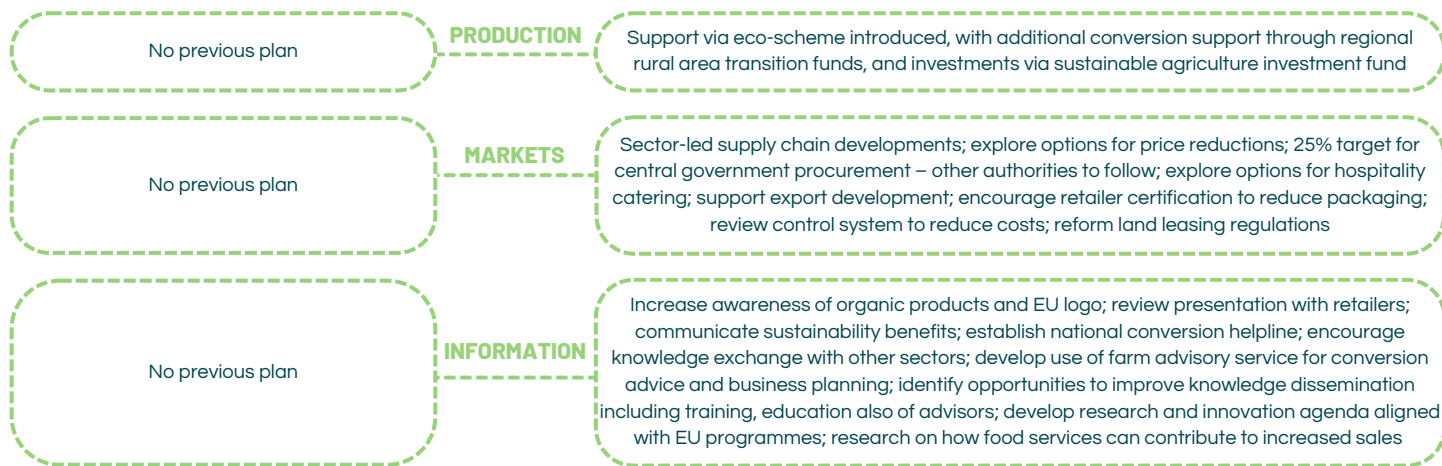 No previous plan
PRODUCTION
Support via eco-scheme introduced, with additional conversion support through regional
rural area transition funds, and investments via sustainable agriculture investment fund
No previous plan
MARKETS
Sector-led supply chain developments; explore options for price reductions; 25% target for
central government procurement – other authorities to follow; explore options for hospitality
catering; support export development; encourage retailer certification to reduce packaging;
review control system to reduce costs; reform land leasing regulations
No previous plan
INFORMATION
Increase awareness of organic products and EU logo; review presentation with retailers;
communicate sustainability benefits; establish national conversion helpline; encourage
knowledge exchange with other sectors; develop use of farm advisory service for conversion
advice and business planning; identify opportunities to improve knowledge dissemination
including training, education also of advisors; develop research and innovation agenda aligned
with EU programmes; research on how food services can contribute to increased sales